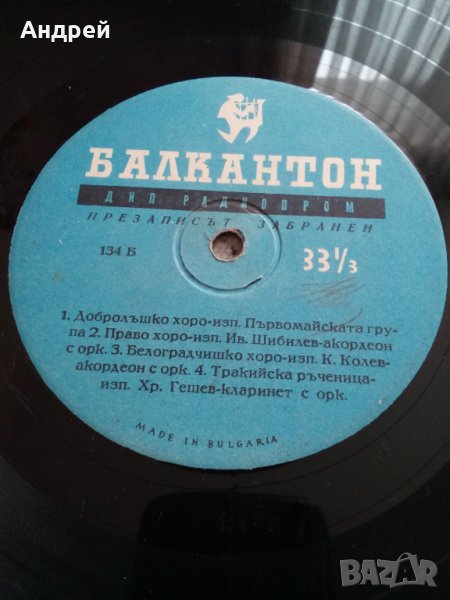 Андрей
БАЛКАНТОН
ДИП РАДИОПРОМ
ПРЕЗАПИСЪТ ЗАБРАНЕН
134 Б
33 1/3
1. Добролъшко хоро-изп. Първомайската гру-
па 2. Право хоро-изп. Ив. Шибилев-акордеон
с орк. 3. Белоградчишко хоро-изп. К. Колев-
акордеон с орк. 4. Тракийска ръченица-
изп. Хр. Гешев-кларинет с орк.
MADE IN BULGARIA
BAZAR